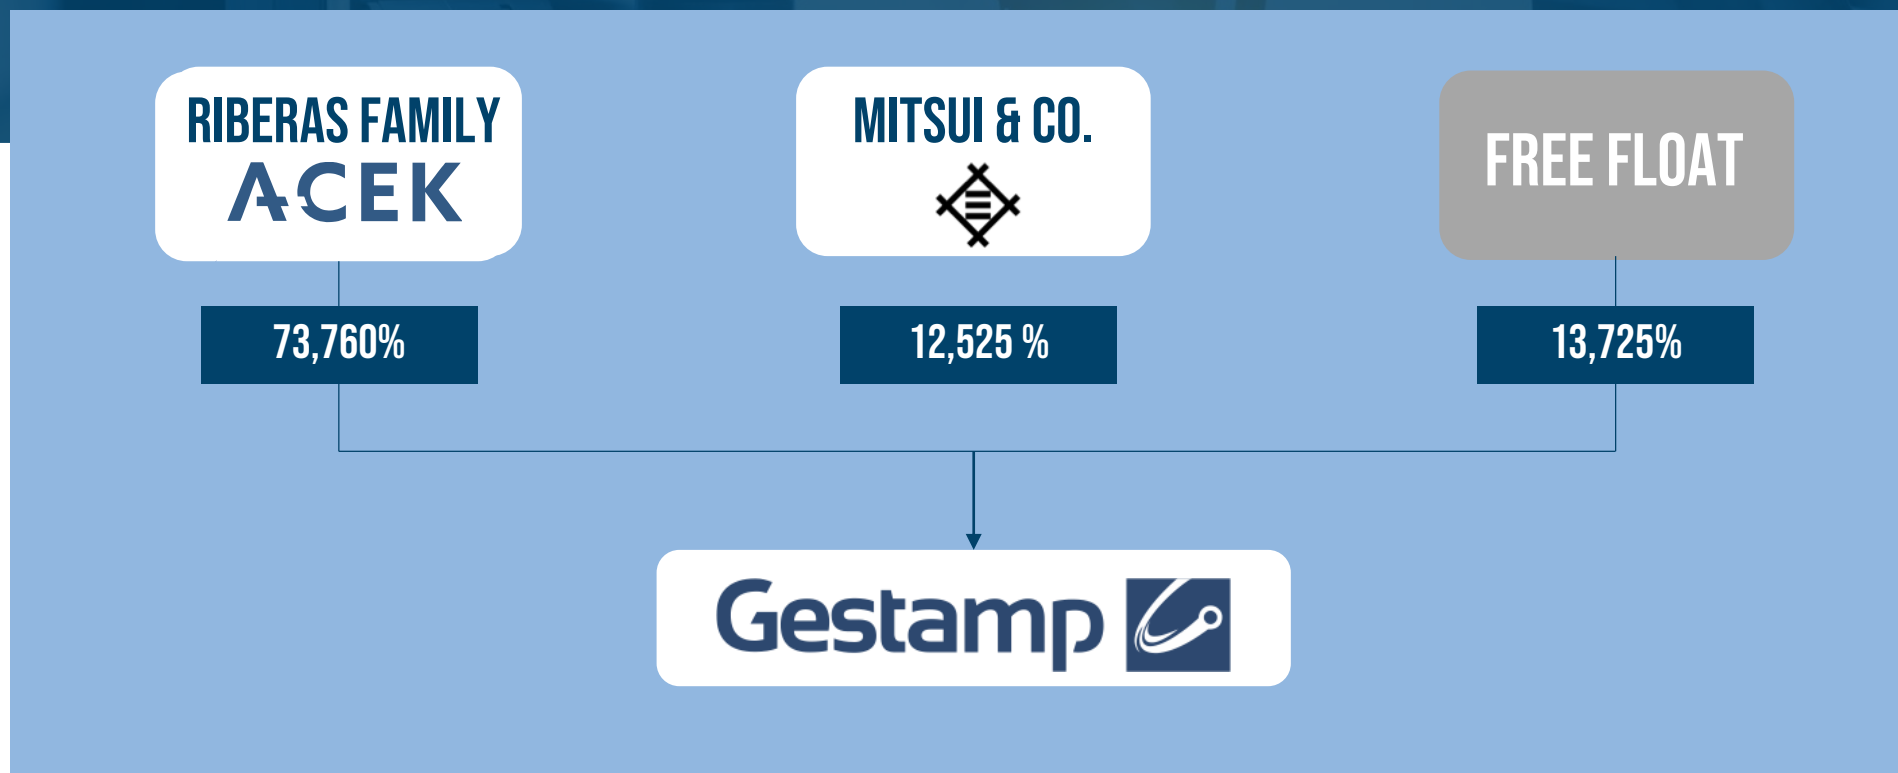 RIBERAS FAMILY
ACEK
MITSUI & CO.
FREE FLOAT
73,760%
12,525 %
13,725%
Gestamp